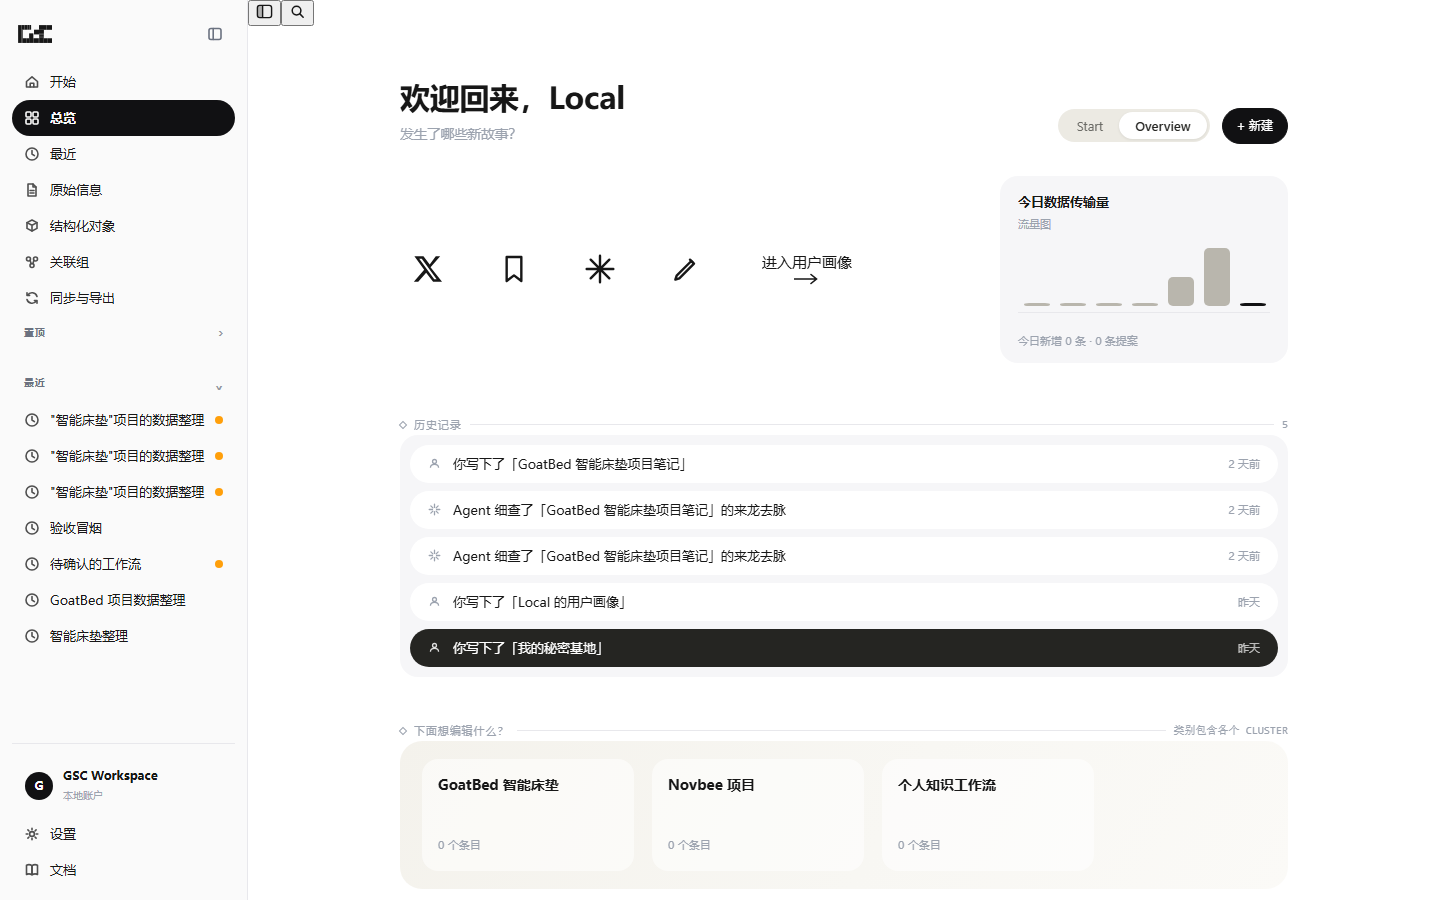 GSC
开始
总览
最近
原始信息
结构化对象
关联组
同步与导出
置顶
最近
"智能床垫"项目的数据整理
"智能床垫"项目的数据整理
"智能床垫"项目的数据整理
验收冒烟
待确认的工作流
GoatBed 项目数据整理
智能床垫整理
G
GSC Workspace
本地账户
设置
文档
欢迎回来，Local
发生了哪些新故事？
Start
Overview
+ 新建
进入用户画像
今日数据传输量
流量图
今日新增 0 条 · 0 条提案
历史记录
5
你写下了「GoatBed 智能床垫项目笔记」
2 天前
Agent 细查了「GoatBed 智能床垫项目笔记」的来龙去脉
2 天前
Agent 细查了「GoatBed 智能床垫项目笔记」的来龙去脉
2 天前
你写下了「Local 的用户画像」
昨天
你写下了「我的秘密基地」
昨天
下面想编辑什么？
类别包含各个 CLUSTER
GoatBed 智能床垫
0 个条目
Novbee 项目
0 个条目
个人知识工作流
0 个条目